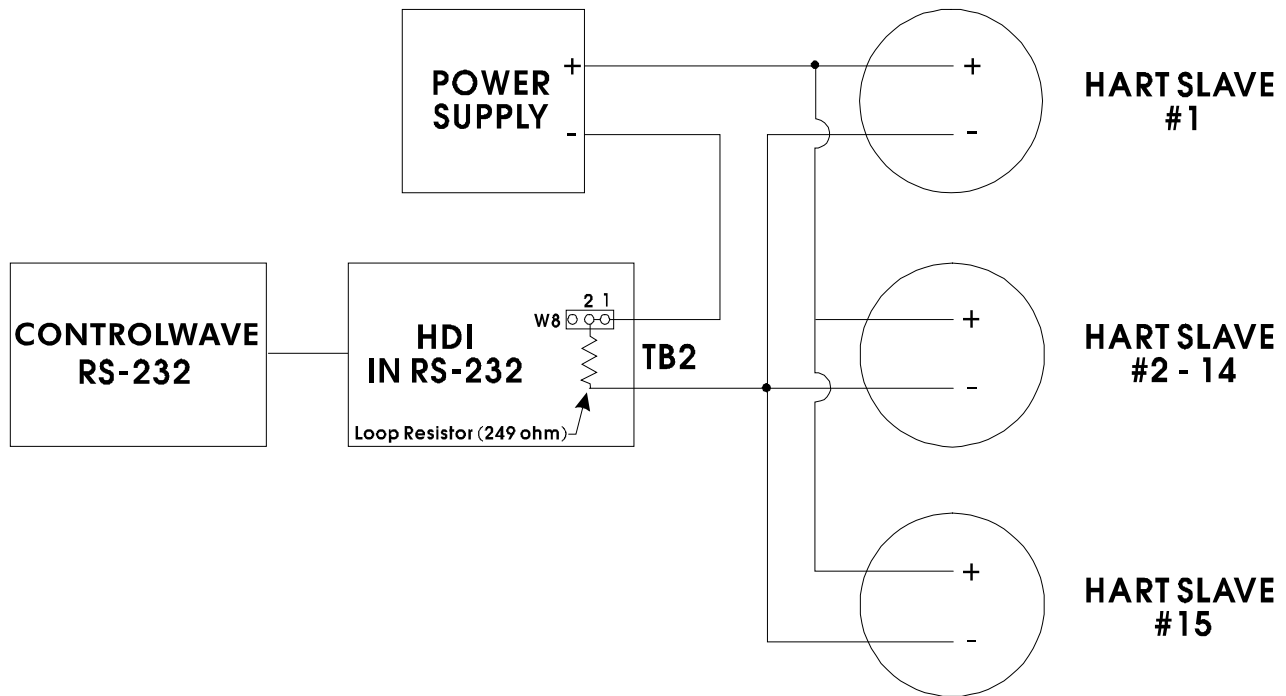 POWER
SUPPLY
+
-
+
-
HART SLAVE
#1
CONTROLWAVE
RS-232
HDI
IN RS-232
W8
2 1
TB2
Loop Resistor (249 ohm)
+
-
HART SLAVE
#2 - 14
+
-
HART SLAVE
#15